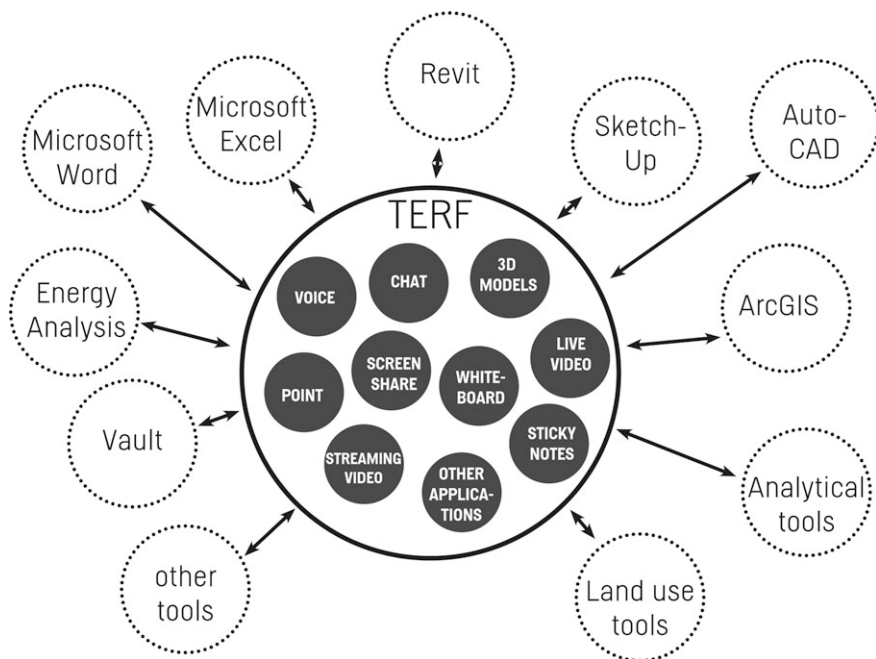 Revit
Microsoft
Excel
Sketch-
Up
Auto-
CAD
Microsoft
Word
TERF
3D
MODELS
CHAT
VOICE
Energy
Analysis
ArcGIS
LIVE
VIDEO
SCREEN
SHARE
WHITE-
BOARD
POINT
Vault
STICKY
NOTES
STREAMING
VIDEO
OTHER
APPLICA-
TIONS
Analytical
tools
other
tools
Land use
tools